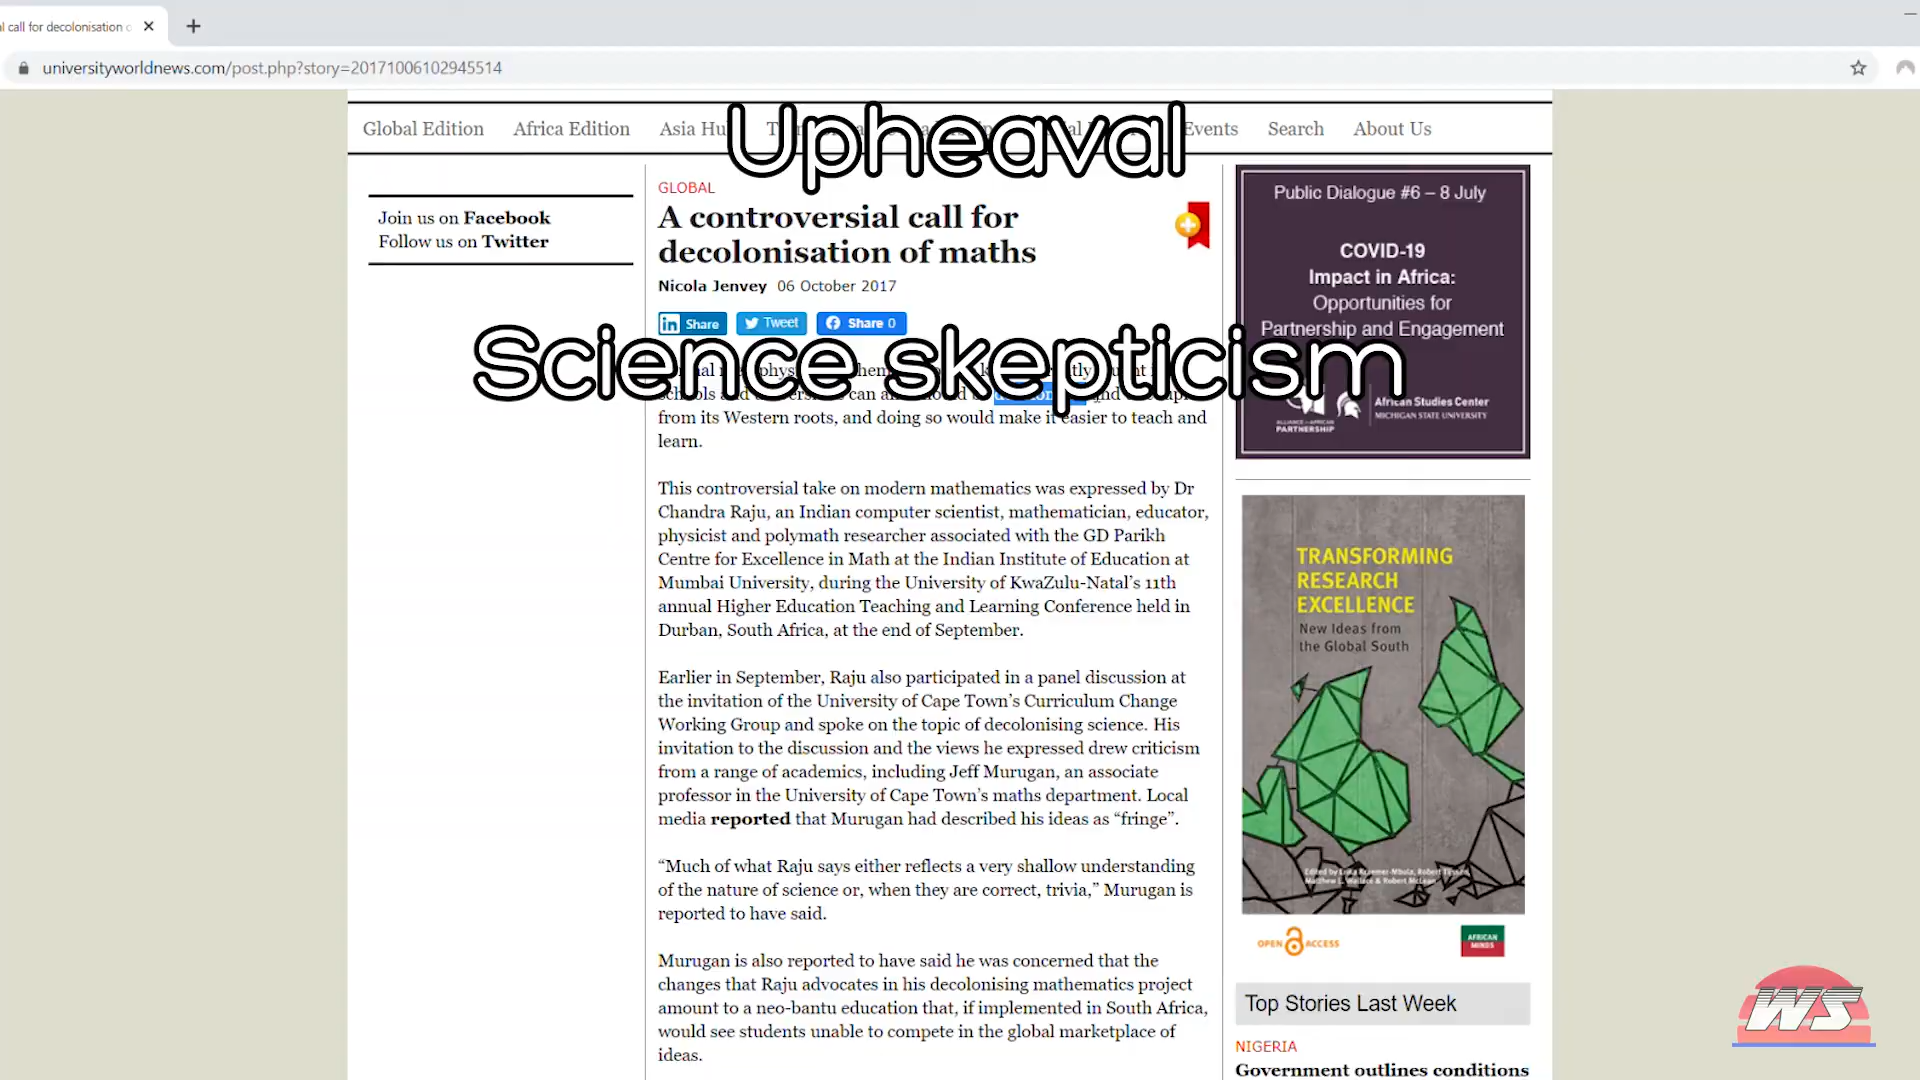 l call for decolonisation o
universityworldnews.com/post.php?story=20171006102945514
Global Edition Africa Edition Asia Hu Events Search About Us
Upheaval
Join us on Facebook
Follow us on Twitter
GLOBAL
A controversial call for
decolonisation of maths
Nicola Jenvey 06 October 2017
Share Tweet Share 0
Science skepticism
from its Western roots, and doing so would make it easier to teach and
learn.
This controversial take on modern mathematics was expressed by Dr
Chandra Raju, an Indian computer scientist, mathematician, educator,
physicist and polymath researcher associated with the GD Parikh
Centre for Excellence in Math at the Indian Institute of Education at
Mumbai University, during the University of KwaZulu-Natal’s 11th
annual Higher Education Teaching and Learning Conference held in
Durban, South Africa, at the end of September.
Earlier in September, Raju also participated in a panel discussion at
the invitation of the University of Cape Town’s Curriculum Change
Working Group and spoke on the topic of decolonising science. His
invitation to the discussion and the views he expressed drew criticism
from a range of academics, including Jeff Murugan, an associate
professor in the University of Cape Town’s maths department. Local
media reported that Murugan had described his ideas as “fringe”.
“Much of what Raju says either reflects a very shallow understanding
of the nature of science or, when they are correct, trivia,” Murugan is
reported to have said.
Murugan is also reported to have said he was concerned that the
changes that Raju advocates in his decolonising mathematics project
amount to a neo-bantu education that, if implemented in South Africa,
would see students unable to compete in the global marketplace of
ideas.
Public Dialogue #6 – 8 July
COVID-19
Impact in Africa:
Opportunities for
Partnership and Engagement
ALLIANCE for AFRICAN
PARTNERSHIP
African Studies Center
MICHIGAN STATE UNIVERSITY
TRANSFORMING
RESEARCH
EXCELLENCE
New Ideas from
the Global South
OPEN ACCESS
AFRICAN
MINDS
Top Stories Last Week
NIGERIA
Government outlines conditions
WS